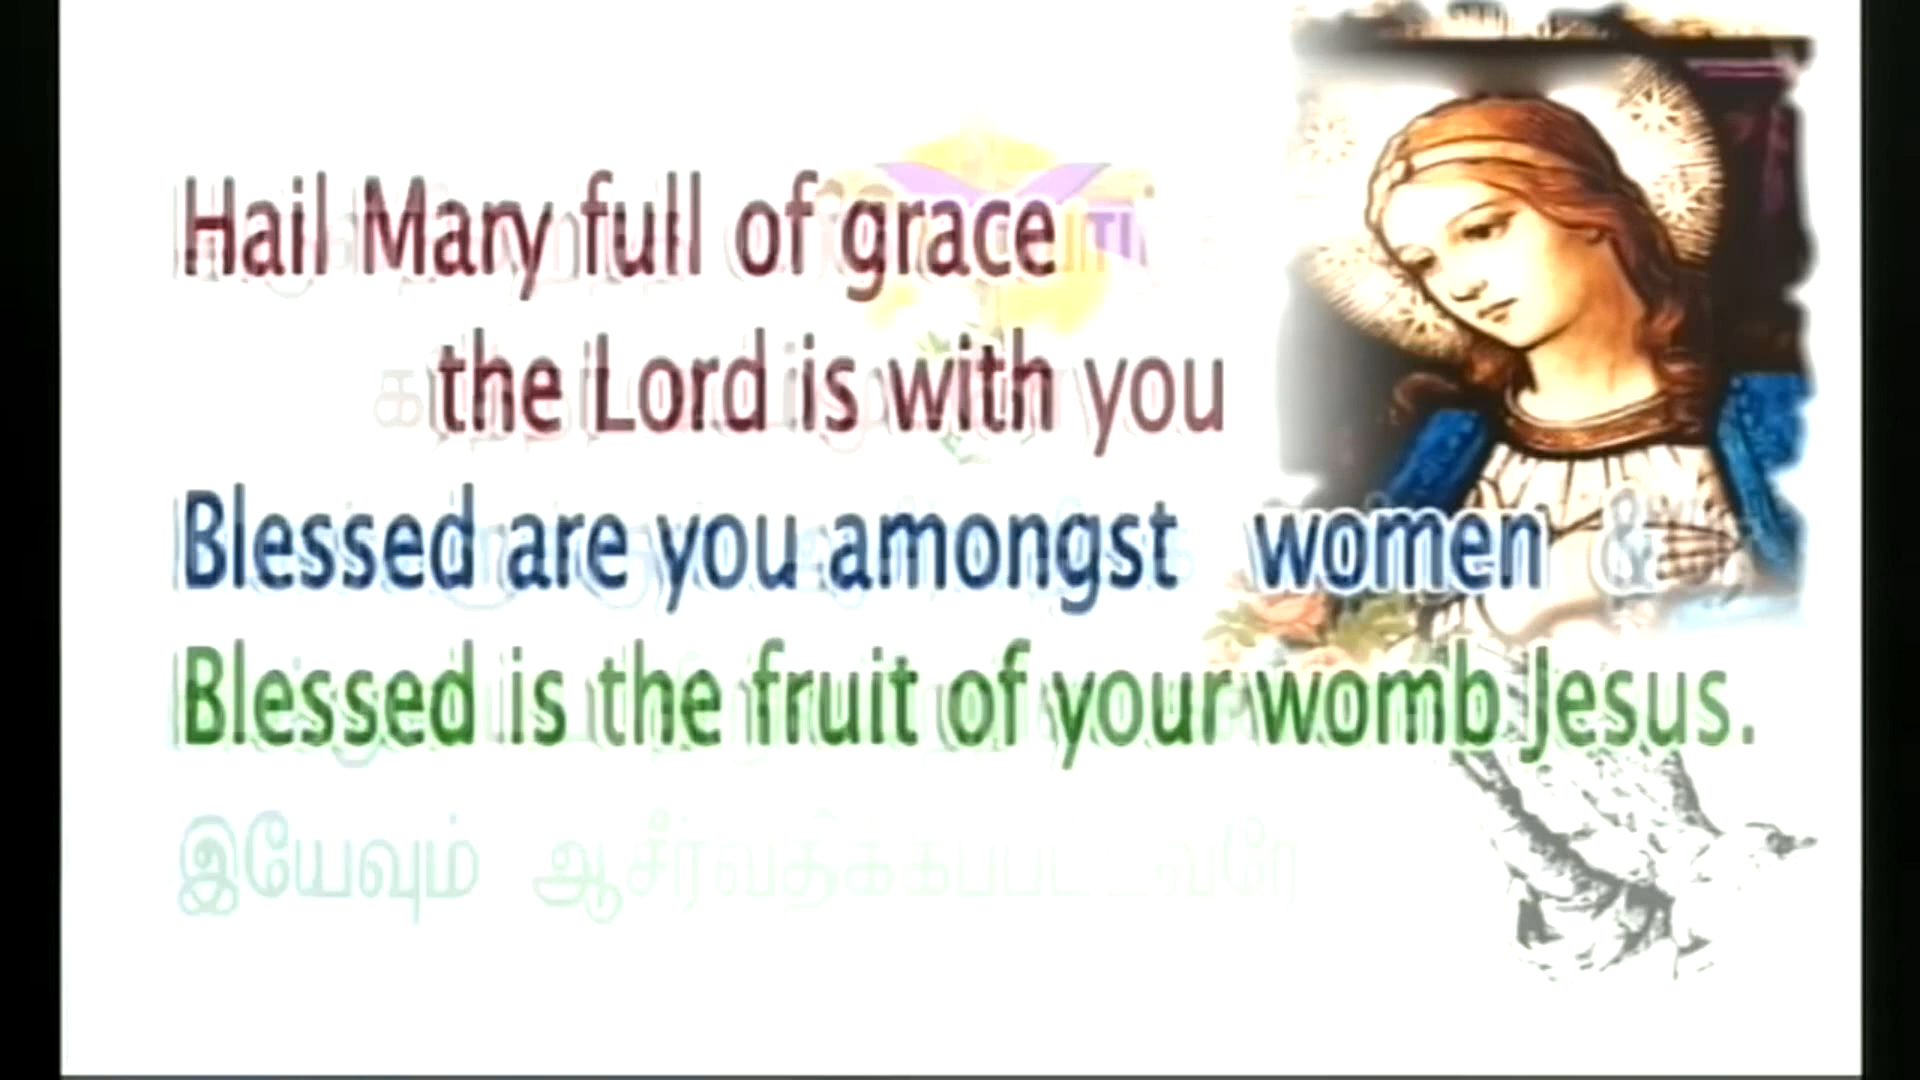 Hail Mary full of grace
the Lord is with you
Blessed are you amongst women &
Blessed is the fruit of your womb Jesus.
இயேவும் ஆசீர்வதிக்கப்பட்டவரே